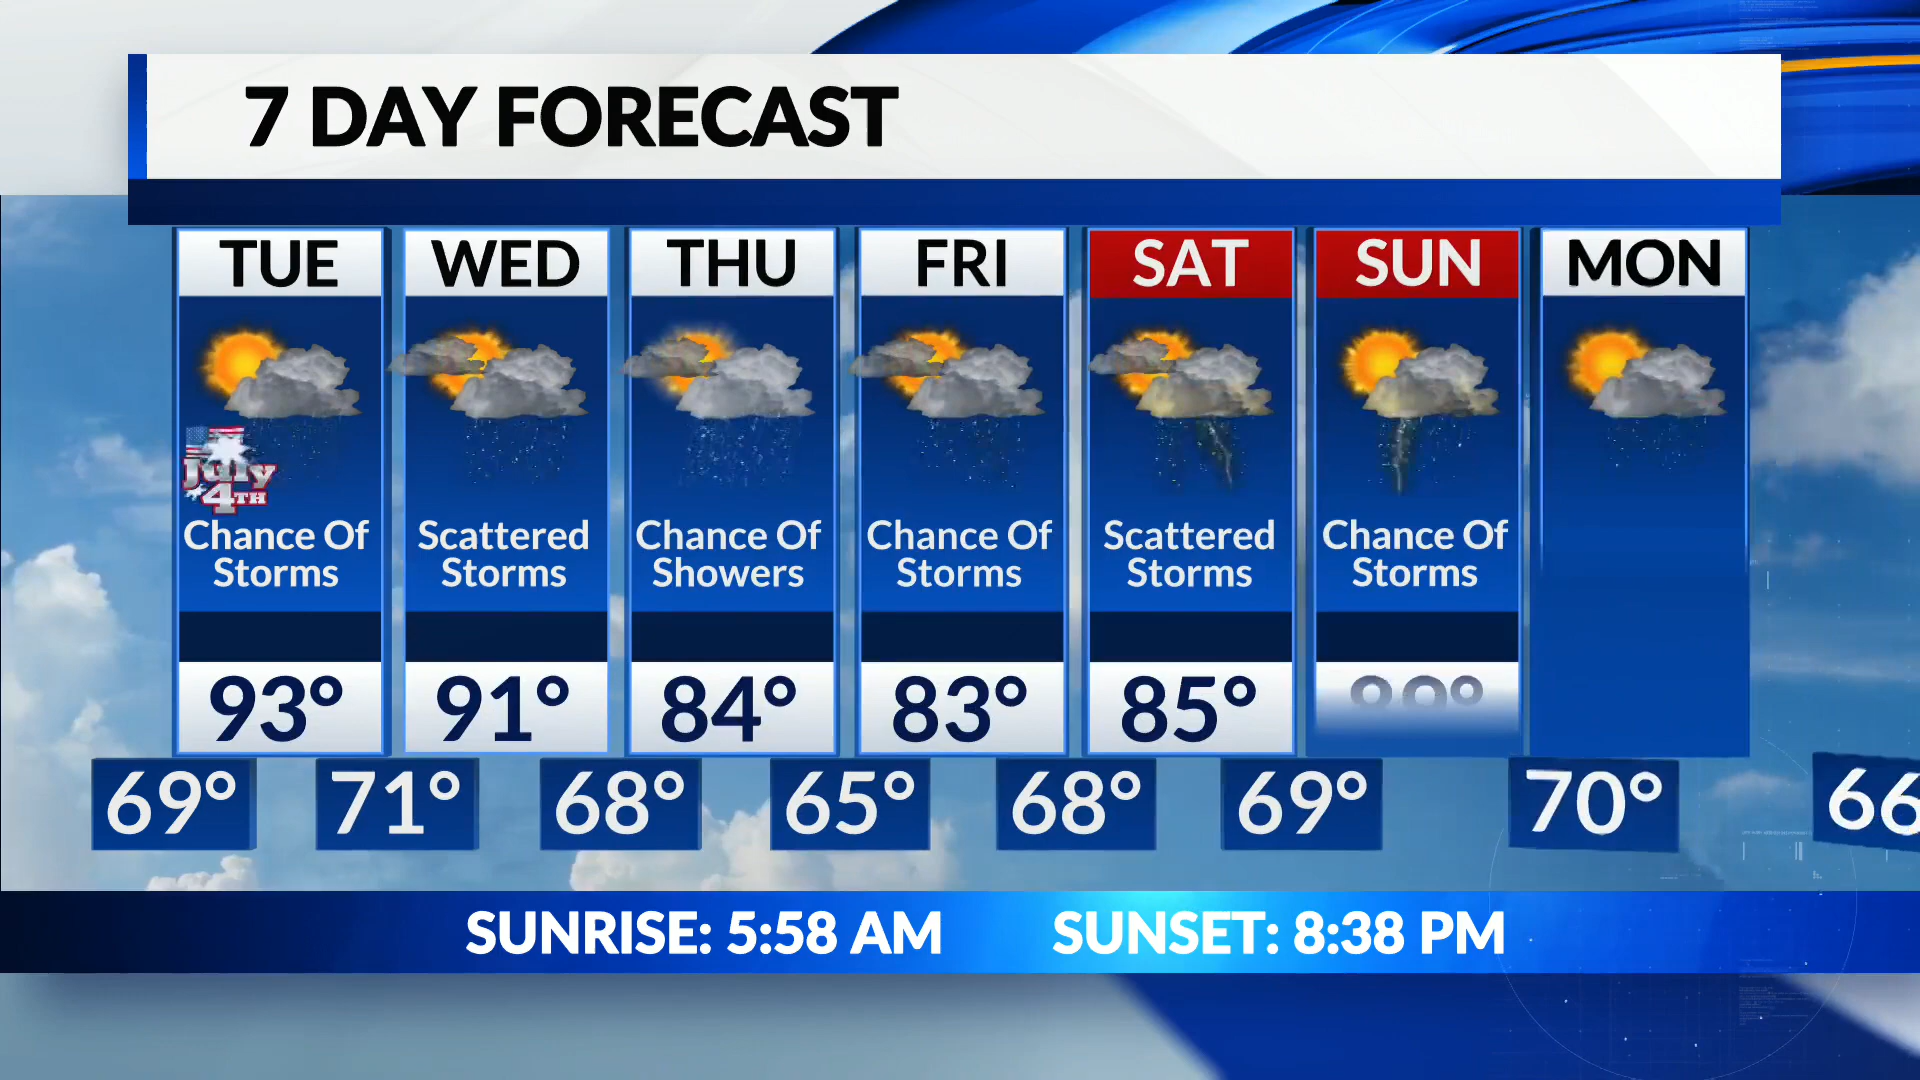 7 DAY FORECAST
TUE WED THU FRI SAT SUN MON
July
4TH
Chance Of Scattered Chance Of Chance Of Scattered Chance Of
Storms Storms Showers Storms Storms Storms
93° 91° 84° 83° 85°
69° 71° 68° 65° 68° 69° 70° 66
SUNRISE: 5:58 AM SUNSET: 8:38 PM